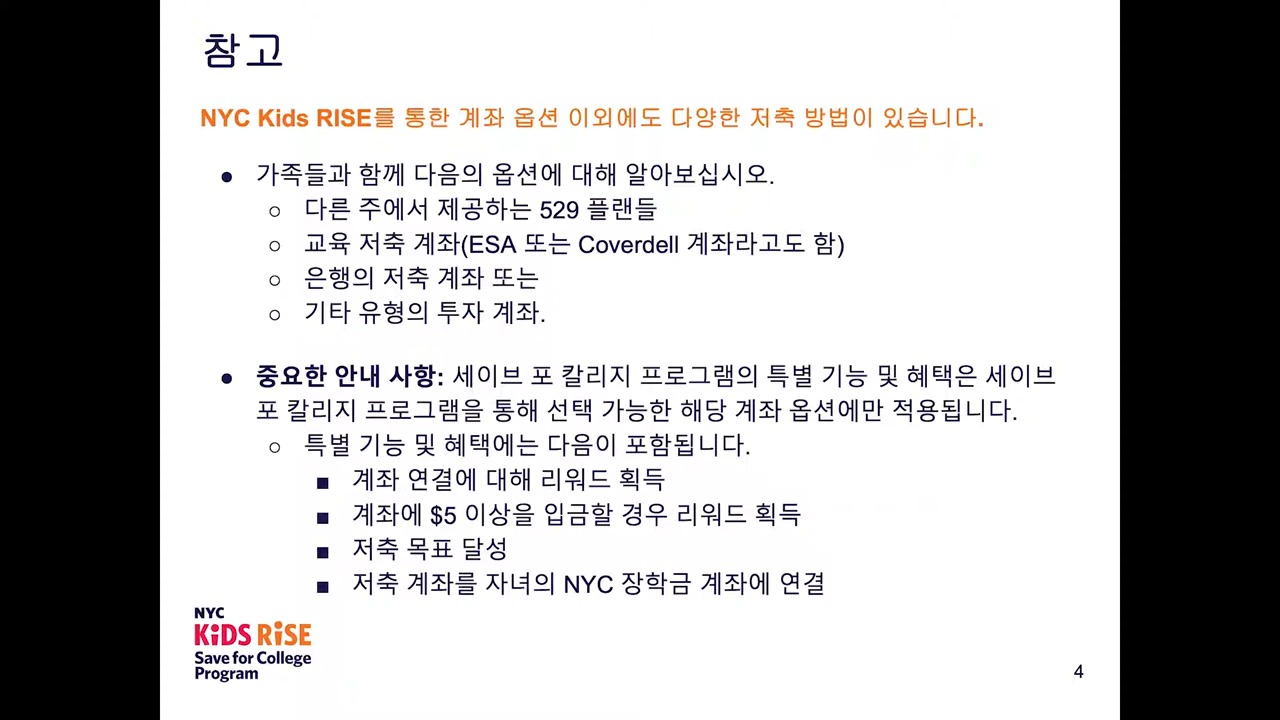 참고
NYC Kids RISE를 통한 계좌 옵션 이외에도 다양한 저축 방법이 있습니다.
● 가족들과 함께 다음의 옵션에 대해 알아보십시오.
○ 다른 주에서 제공하는 529 플랜들
○ 교육 저축 계좌(ESA 또는 Coverdell 계좌라고도 함)
○ 은행의 저축 계좌 또는
○ 기타 유형의 투자 계좌.
● 중요한 안내 사항: 세이브 포 칼리지 프로그램의 특별 기능 및 혜택은 세이브
포 칼리지 프로그램을 통해 선택 가능한 해당 계좌 옵션에만 적용됩니다.
○ 특별 기능 및 혜택에는 다음이 포함됩니다.
■ 계좌 연결에 대해 리워드 획득
■ 계좌에 $5 이상을 입금할 경우 리워드 획득
■ 저축 목표 달성
■ 저축 계좌를 자녀의 NYC 장학금 계좌에 연결
NYC
KiDS RiSE
Save for College
Program
4